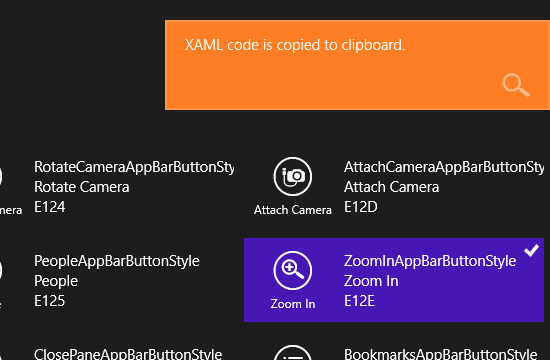 XAML code is copied to clipboard.
RotateCameraAppBarButtonSty
Rotate Camera
E124
mera
AttachCameraAppBarButtonSty
Attach Camera
E12D
Attach Camera
PeopleAppBarButtonStyle
People
E125
e
ZoomInAppBarButtonStyle
Zoom In
E12E
Zoom In
ClosePaneAppBarButtonStyle
BookmarksAppBarButtonStyle